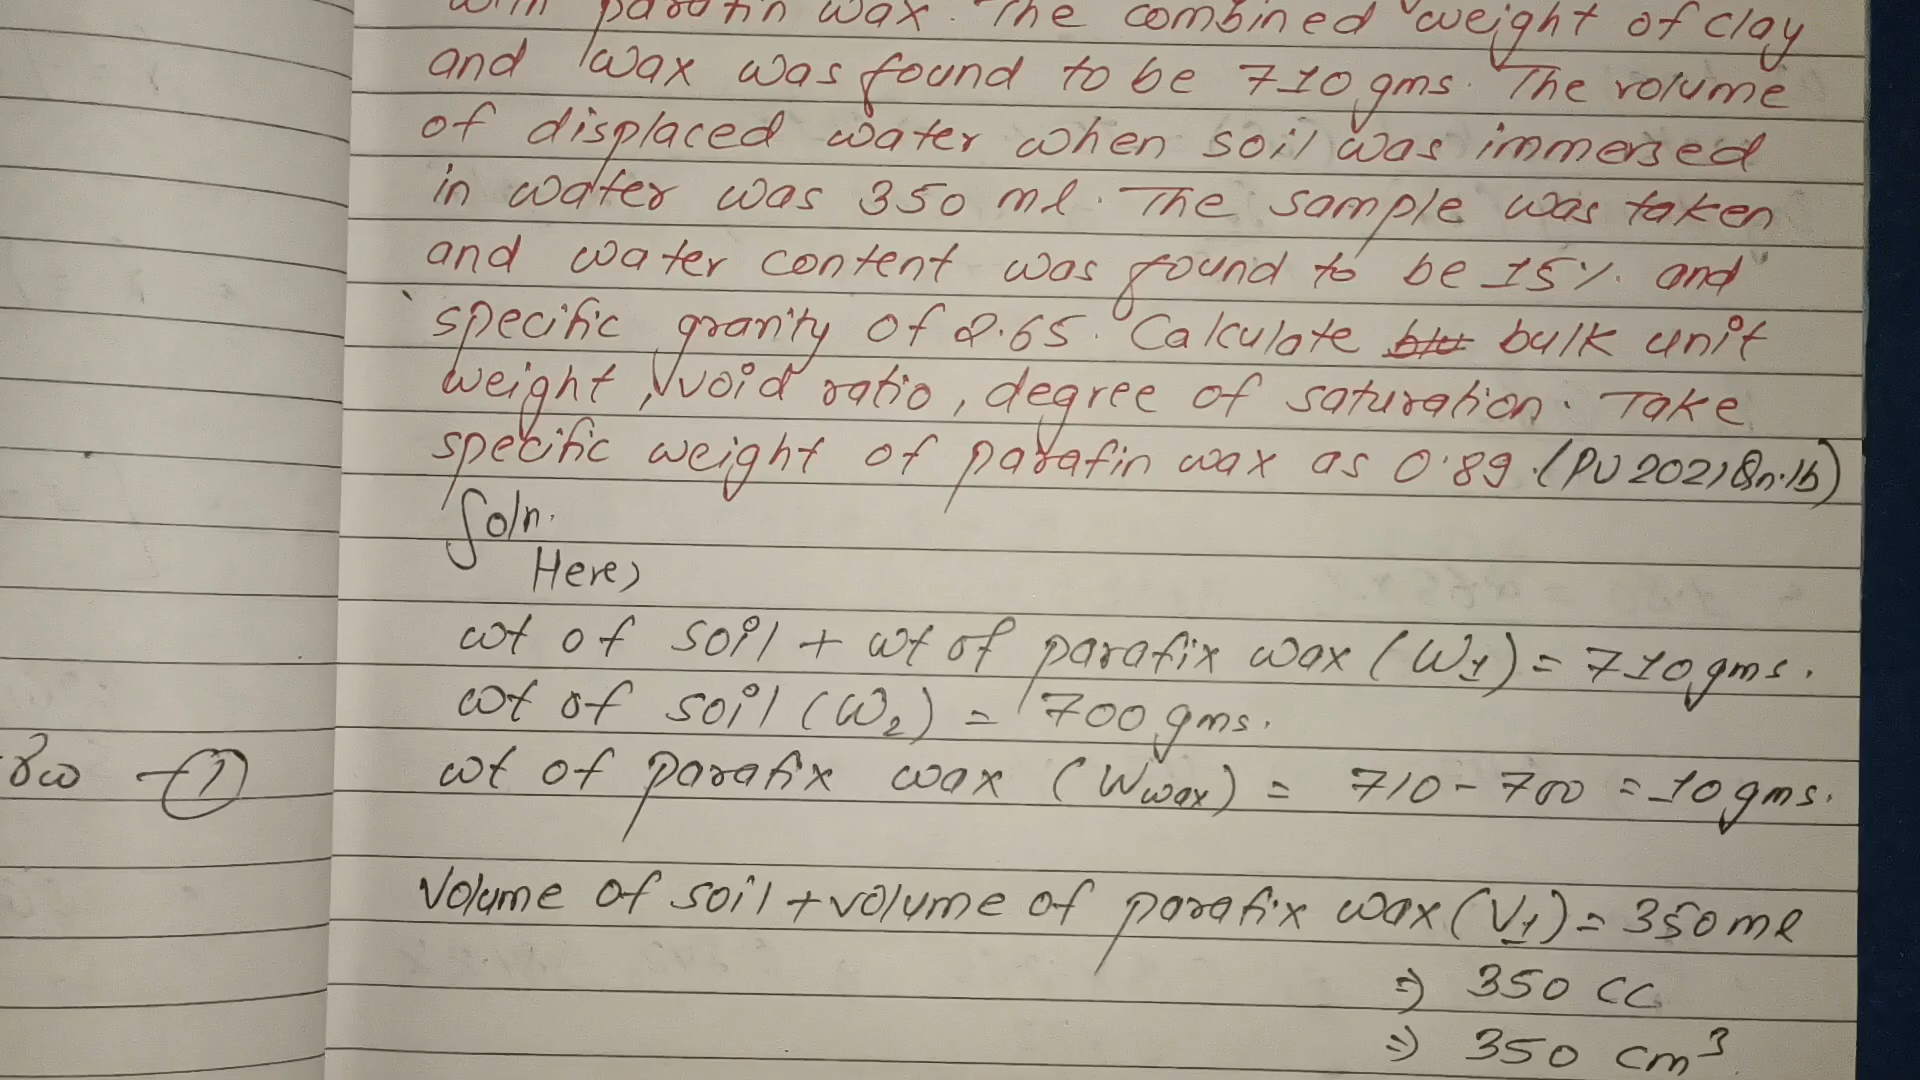 with parafin wax. The combined weight of clay
and wax was found to be 710 gms. The volume
of displaced water when soil was immersed
in water was 350 ml. The sample was taken
and water content was found to be 15%. and
specific gravity of 2.65. Calculate bulk unit
weight, void ratio, degree of saturation. Take
specific weight of parafin wax as 0.89. (PU 2021 Qn.1b)
Soln.
Here,
wt of soil + wt of parafix wax (W1) = 710 gms.
wt of soil (W2) = 700 gms.
γω - 1
wt of parafix wax (Wwax) = 710 - 700 = 10 gms.
Volume of soil + volume of parafix wax (V1) = 350 ml
⇒ 350 cc
⇒ 350 cm³